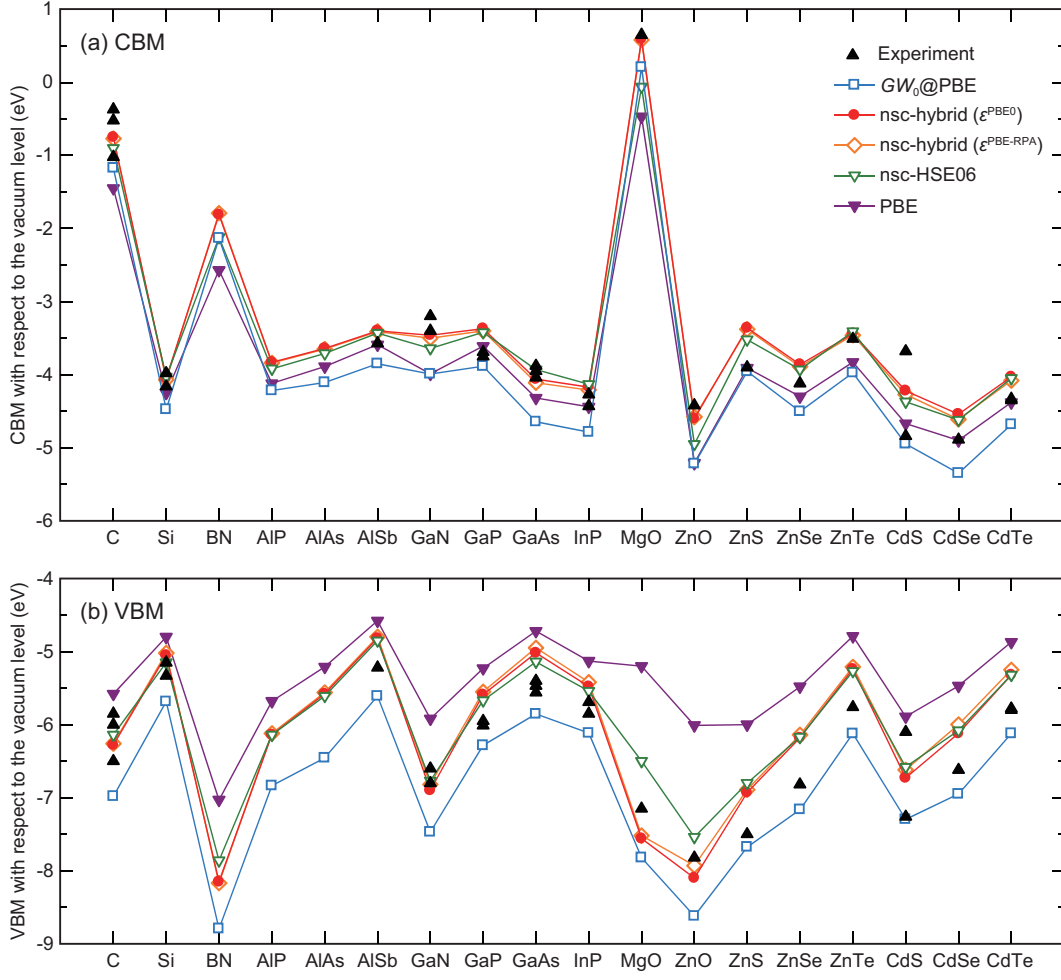 (a) CBM
CBM with respect to the vacuum level (eV)
1
0
-1
-2
-3
-4
-5
-6
Experiment
GW₀@PBE
nsc-hybrid (ε^PBE0)
nsc-hybrid (ε^PBE-RPA)
nsc-HSE06
PBE
C Si BN AlP AlAs AlSb GaN GaP GaAs InP MgO ZnO ZnS ZnSe ZnTe CdS CdSe CdTe
(b) VBM
VBM with respect to the vacuum level (eV)
-4
-5
-6
-7
-8
-9
C Si BN AlP AlAs AlSb GaN GaP GaAs InP MgO ZnO ZnS ZnSe ZnTe CdS CdSe CdTe